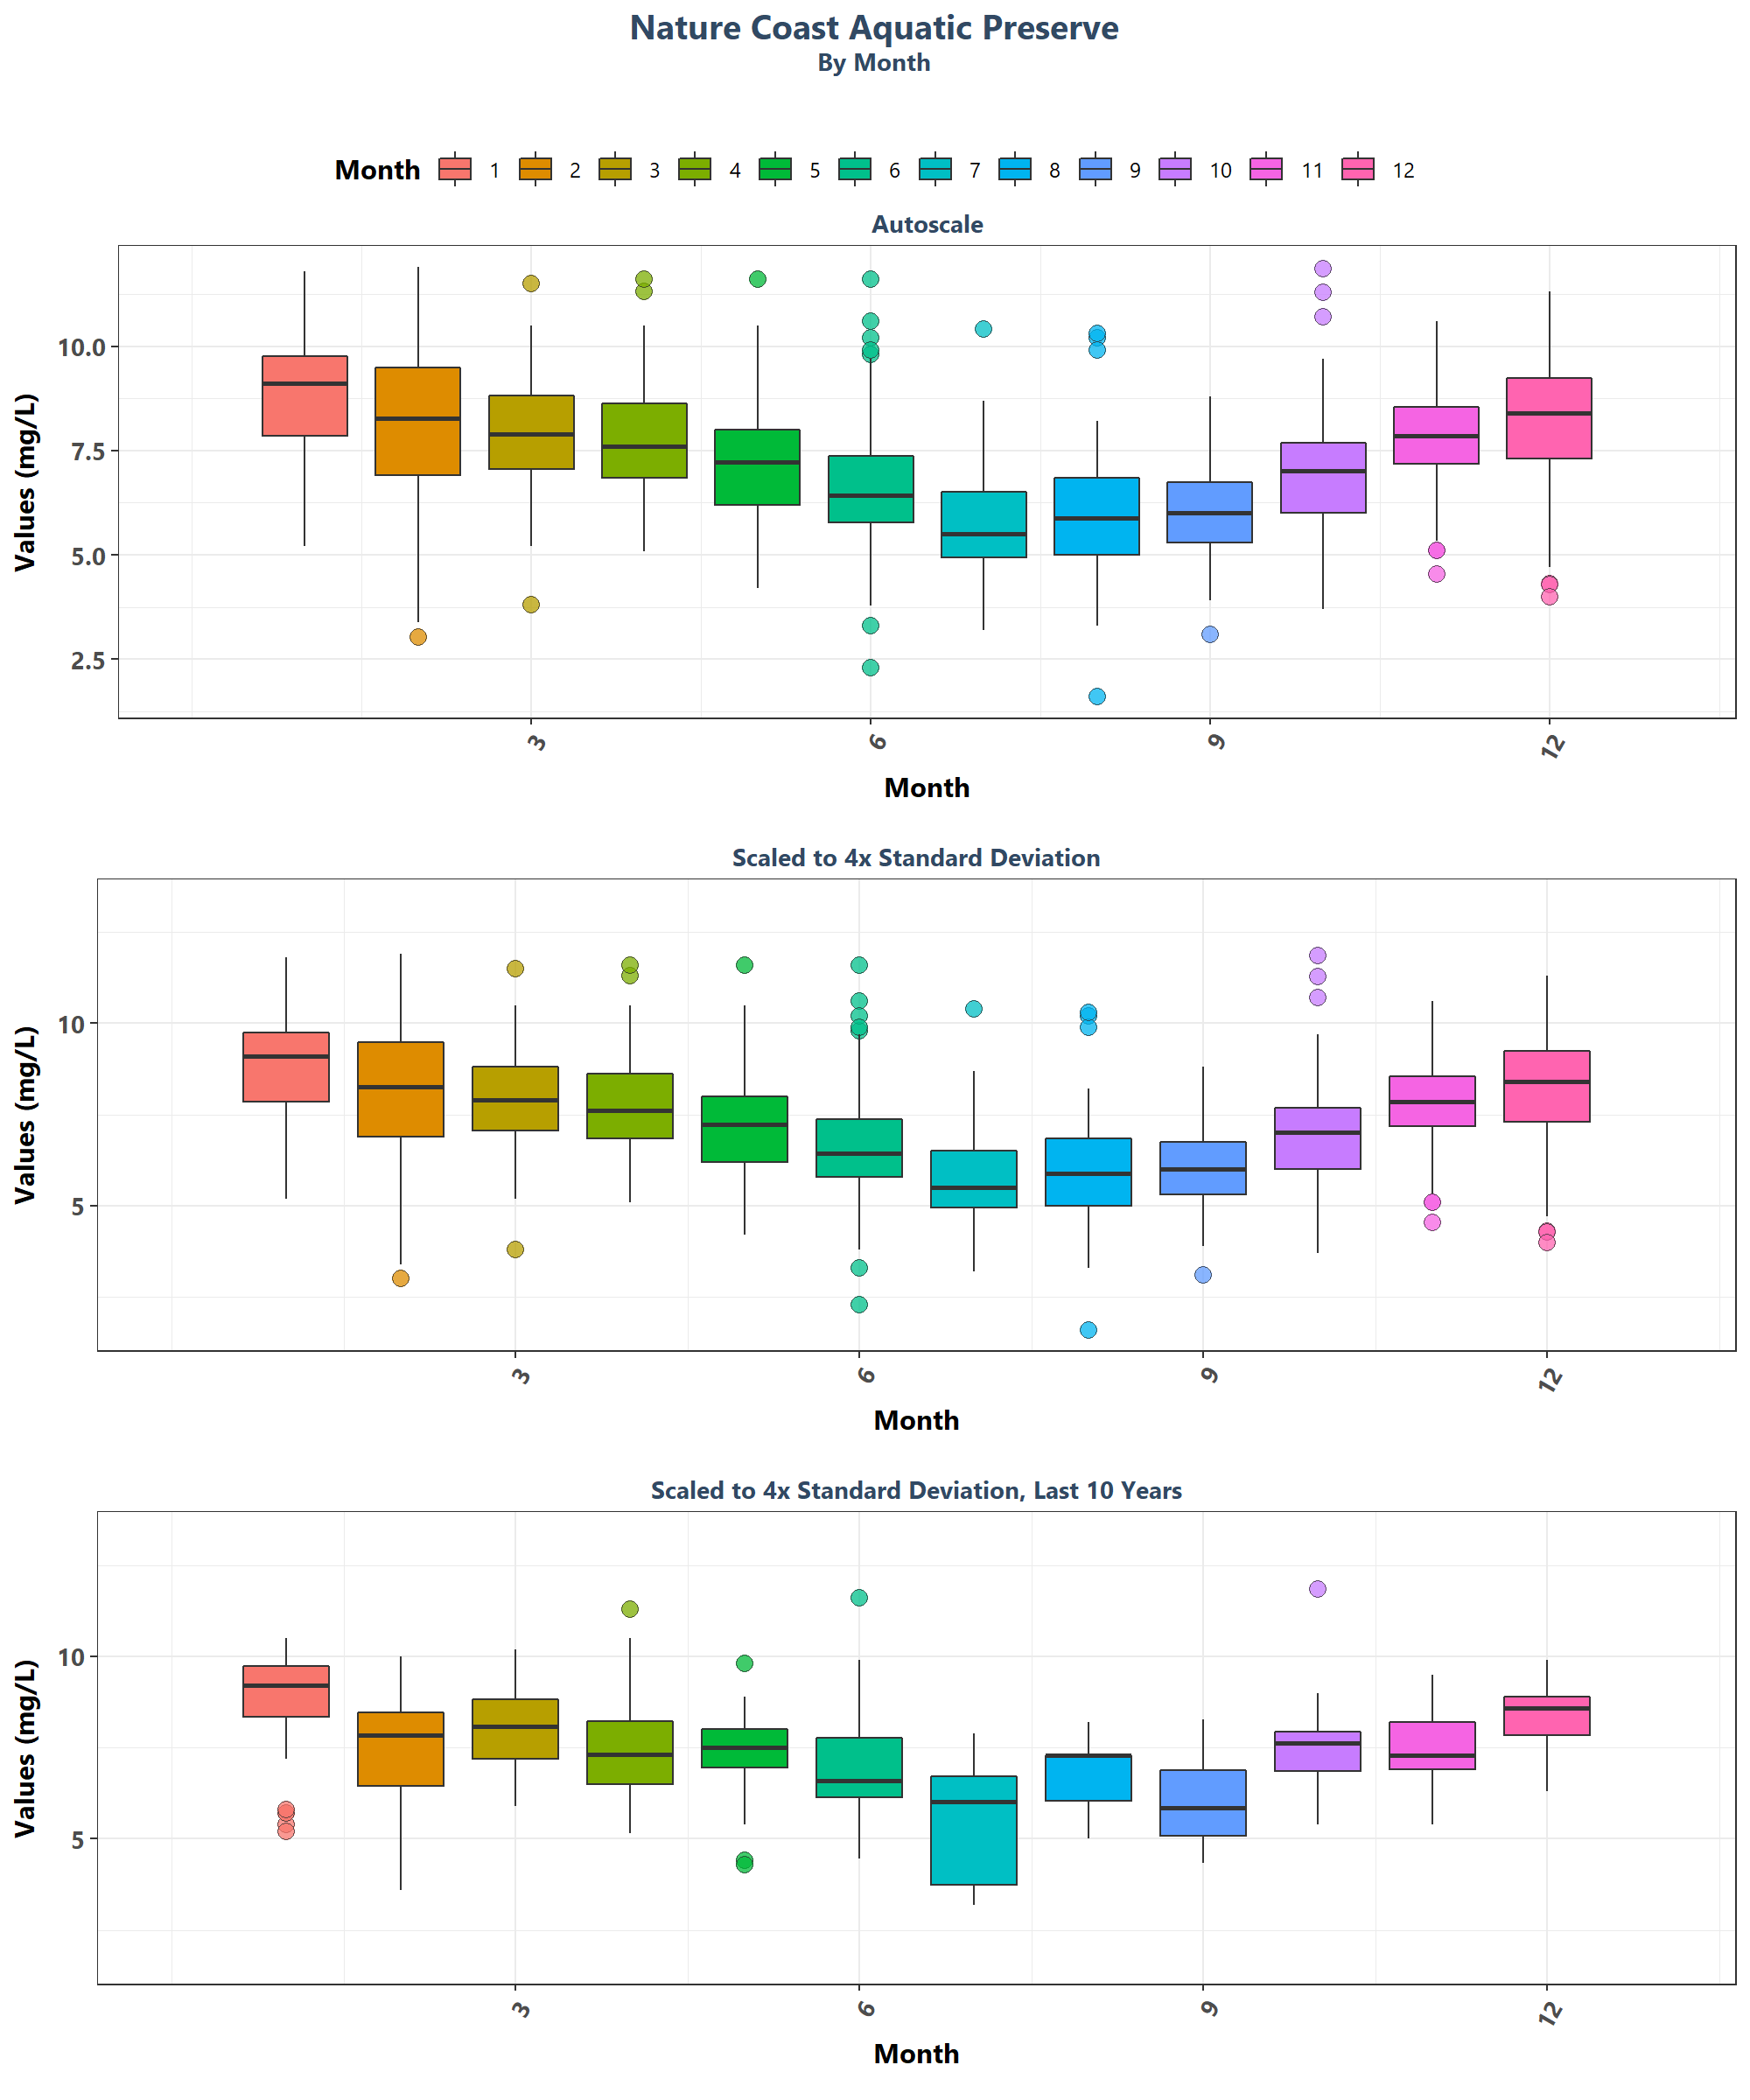 Nature Coast Aquatic Preserve
By Month
Month 1 2 3 4 5 6 7 8 9 10 11 12
Autoscale
Values (mg/L)
10.0
7.5
5.0
2.5
3 6 9 12
Month
Scaled to 4x Standard Deviation
Values (mg/L)
10
5
3 6 9 12
Month
Scaled to 4x Standard Deviation, Last 10 Years
Values (mg/L)
10
5
3 6 9 12
Month